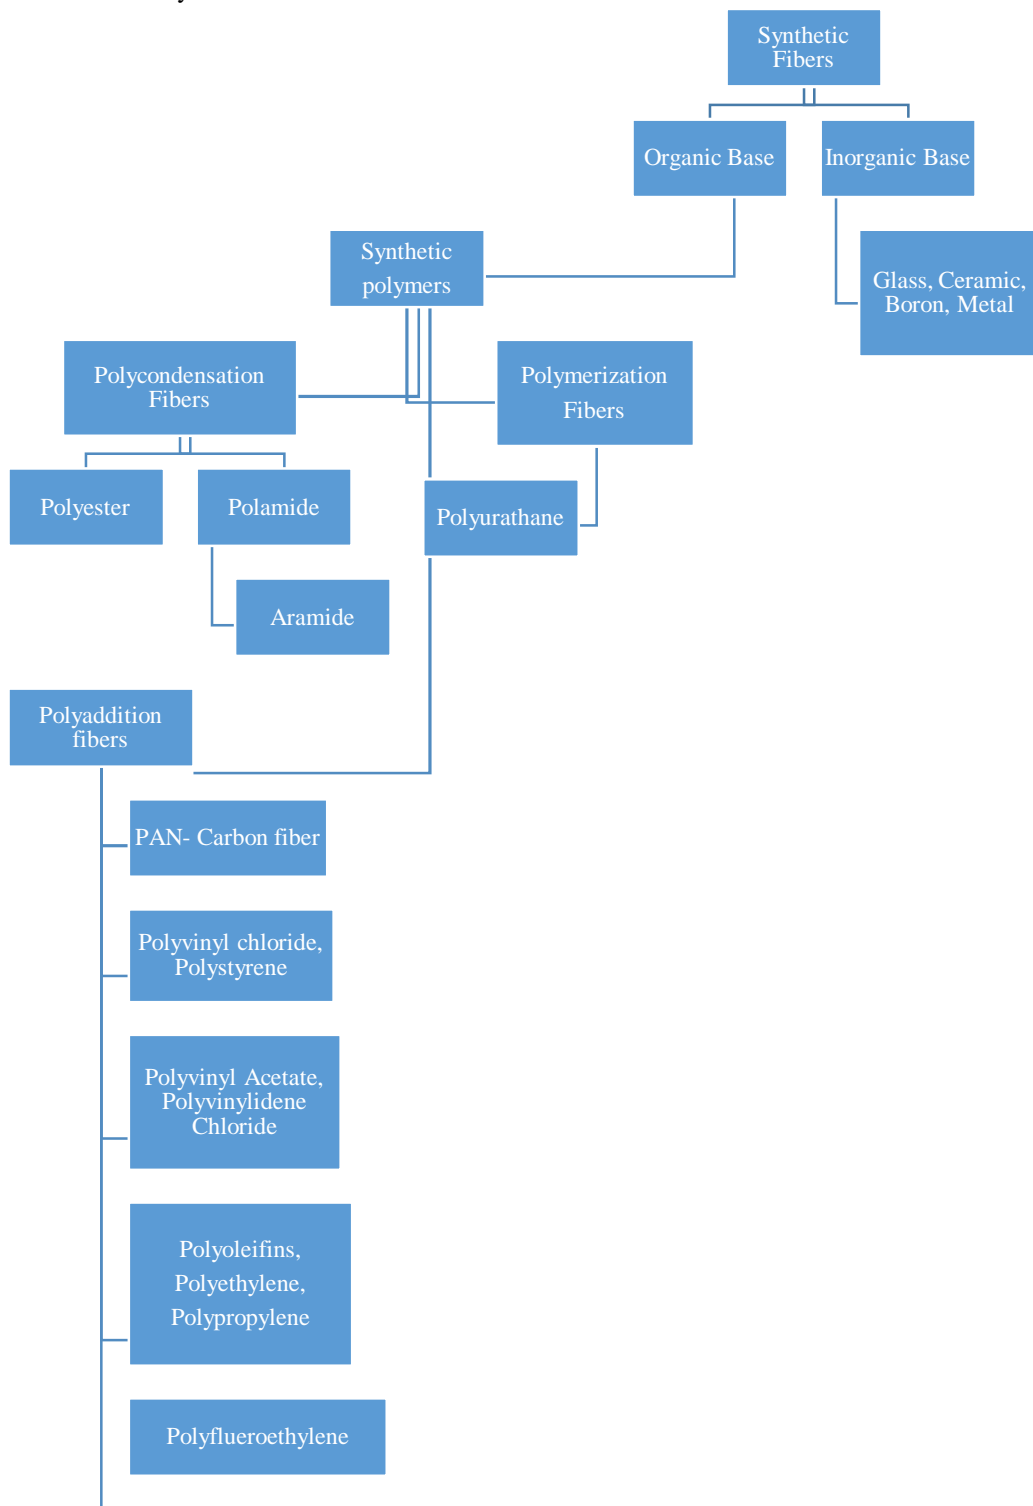 Synthetic
Fibers
Organic Base
Inorganic Base
Synthetic
polymers
Glass, Ceramic,
Boron, Metal
Polycondensation
Fibers
Polymerization
Fibers
Polyester
Polamide
Polyurathane
Aramide
Polyaddition
fibers
PAN- Carbon fiber
Polyvinyl chloride,
Polystyrene
Polyvinyl Acetate,
Polyvinylidene
Chloride
Polyoleifins,
Polyethylene,
Polypropylene
Polyflueroethylene